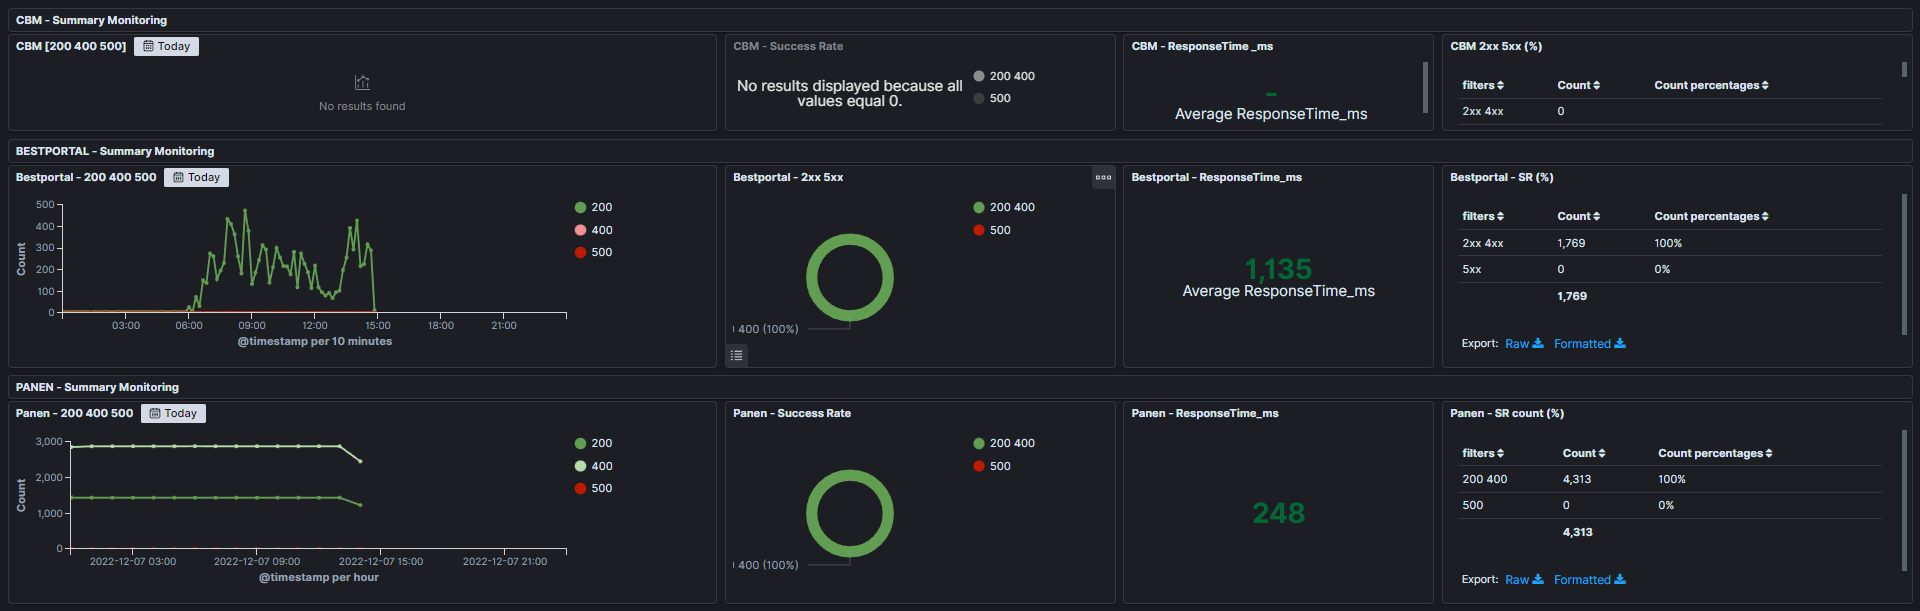 CBM - Summary Monitoring
CBM [200 400 500] Today
No results found
CBM - Success Rate
No results displayed because all
values equal 0.
200 400
500
CBM - ResponseTime _ms
-
Average ResponseTime_ms
CBM 2xx 5xx (%)
filters Count Count percentages
2xx 4xx 0
BESTPORTAL - Summary Monitoring
Bestportal - 200 400 500 Today
Count
500
400
300
200
100
0
03:00 06:00 09:00 12:00 15:00 18:00 21:00
@timestamp per 10 minutes
200
400
500
Bestportal - 2xx 5xx
200 400
500
400 (100%)
Bestportal - ResponseTime_ms
1,135
Average ResponseTime_ms
Bestportal - SR (%)
filters Count Count percentages
2xx 4xx 1,769 100%
5xx 0 0%
1,769
Export: Raw Formatted
PANEN - Summary Monitoring
Panen - 200 400 500 Today
Count
3,000
2,000
1,000
0
2022-12-07 03:00 2022-12-07 09:00 2022-12-07 15:00 2022-12-07 21:00
@timestamp per hour
200
400
500
Panen - Success Rate
200 400
500
400 (100%)
Panen - ResponseTime_ms
248
Panen - SR count (%)
filters Count Count percentages
200 400 4,313 100%
500 0 0%
4,313
Export: Raw Formatted